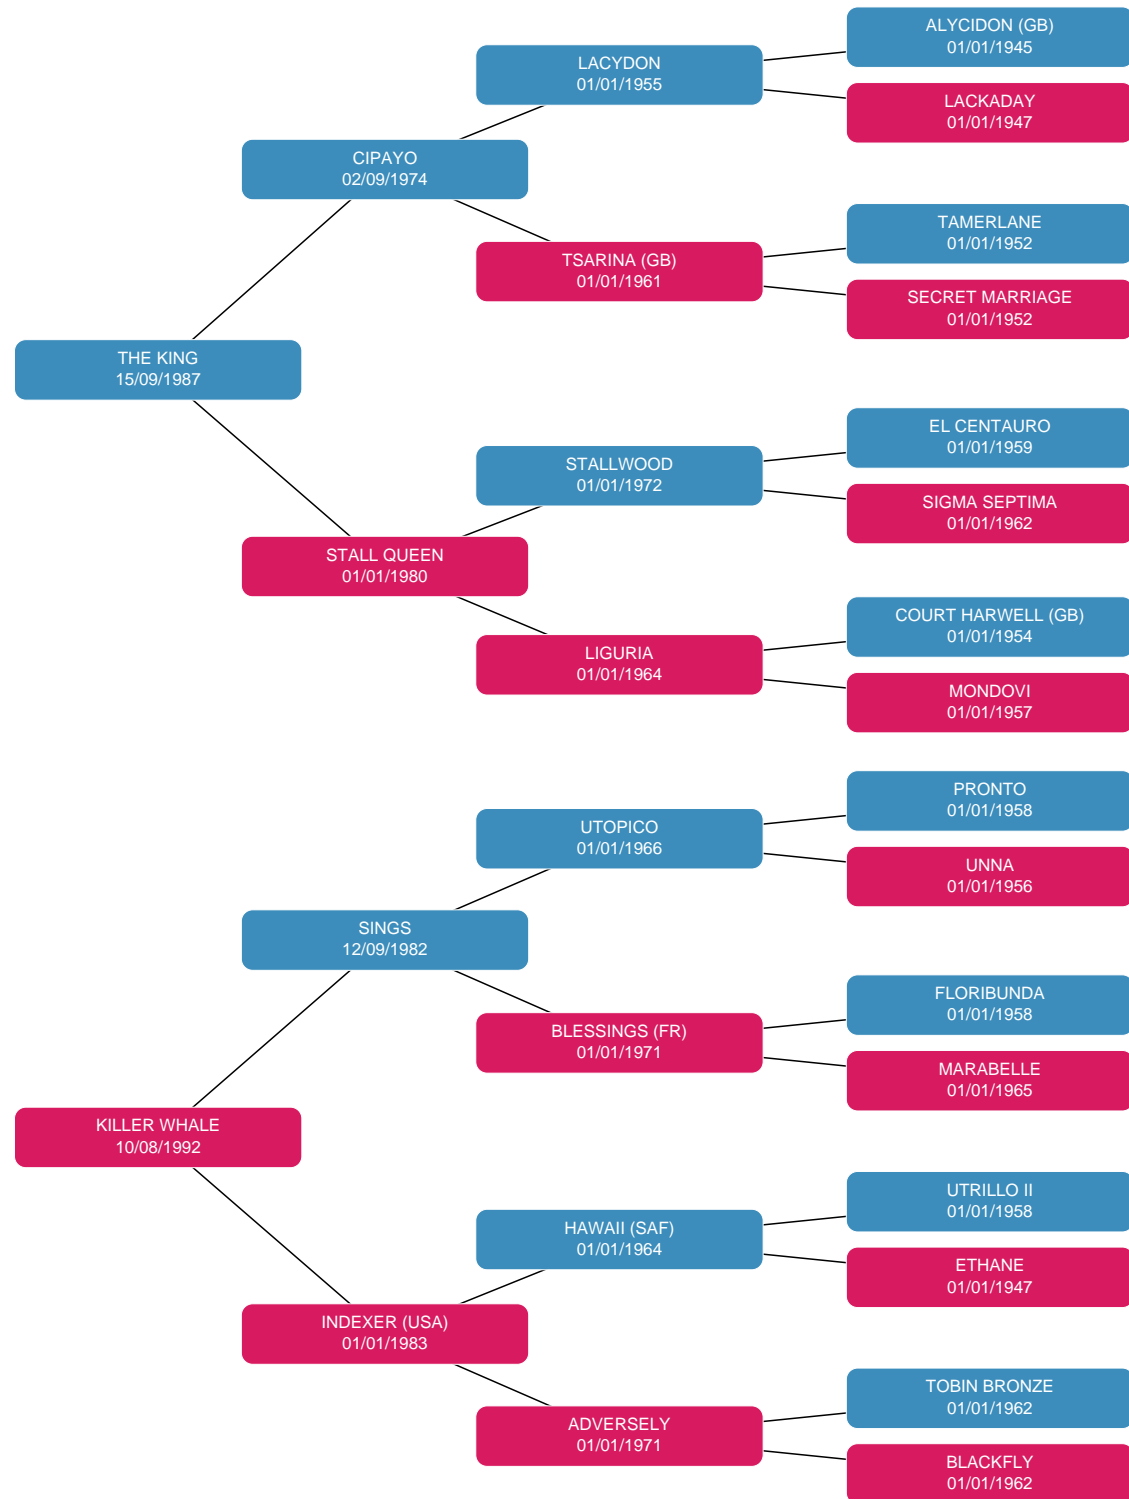 ALYCIDON (GB)
01/01/1945
LACYDON
01/01/1955
LACKADAY
01/01/1947
CIPAYO
02/09/1974
TAMERLANE
01/01/1952
TSARINA (GB)
01/01/1961
SECRET MARRIAGE
01/01/1952
THE KING
15/09/1987
EL CENTAURO
01/01/1959
STALLWOOD
01/01/1972
SIGMA SEPTIMA
01/01/1962
STALL QUEEN
01/01/1980
COURT HARWELL (GB)
01/01/1954
LIGURIA
01/01/1964
MONDOVI
01/01/1957
PRONTO
01/01/1958
UTOPICO
01/01/1966
UNNA
01/01/1956
SINGS
12/09/1982
FLORIBUNDA
01/01/1958
BLESSINGS (FR)
01/01/1971
MARABELLE
01/01/1965
KILLER WHALE
10/08/1992
UTRILLO II
01/01/1958
HAWAII (SAF)
01/01/1964
ETHANE
01/01/1947
INDEXER (USA)
01/01/1983
TOBIN BRONZE
01/01/1962
ADVERSELY
01/01/1971
BLACKFLY
01/01/1962